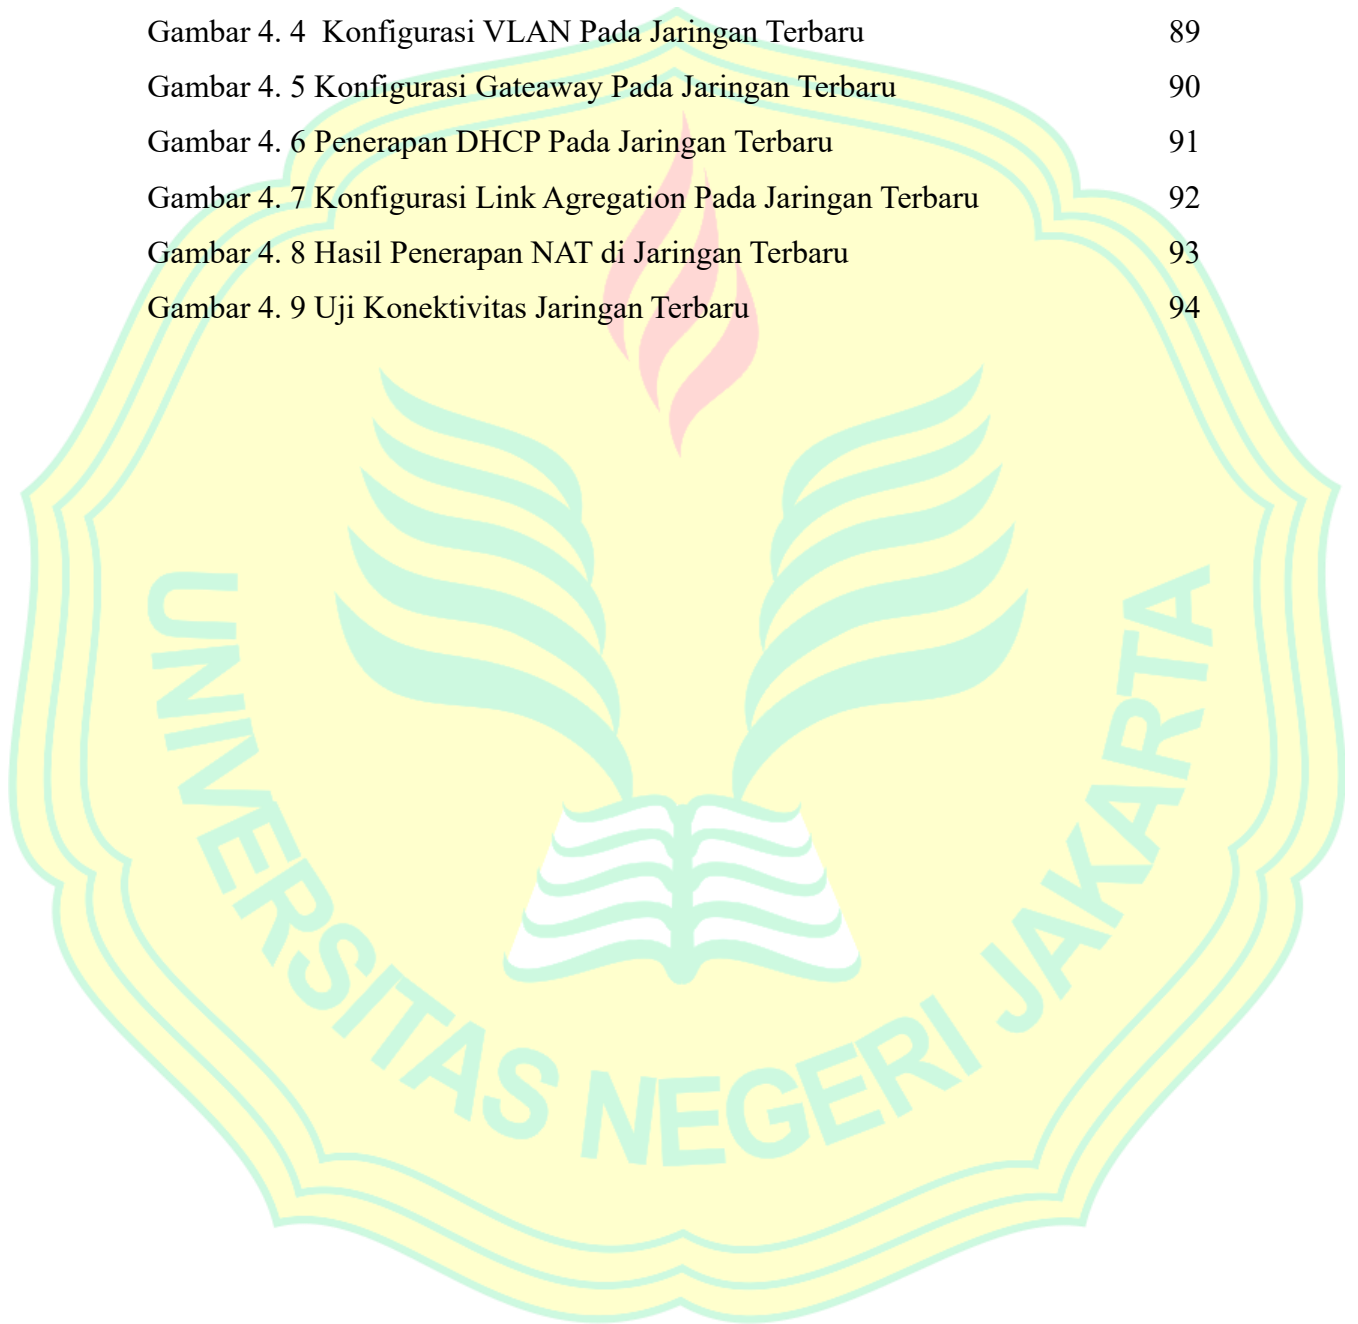 Gambar 4. 4  Konfigurasi VLAN Pada Jaringan Terbaru 89
Gambar 4. 5 Konfigurasi Gateaway Pada Jaringan Terbaru 90
Gambar 4. 6 Penerapan DHCP Pada Jaringan Terbaru 91
Gambar 4. 7 Konfigurasi Link Agregation Pada Jaringan Terbaru 92
Gambar 4. 8 Hasil Penerapan NAT di Jaringan Terbaru 93
Gambar 4. 9 Uji Konektivitas Jaringan Terbaru 94
UNIVERSITAS NEGERI JAKARTA